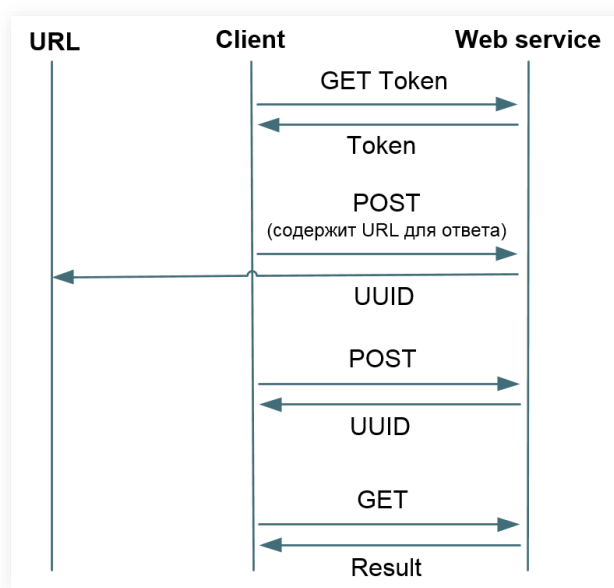 URL Client Web service
GET Token
Token
POST
(содержит URL для ответа)
UUID
POST
UUID
GET
Result